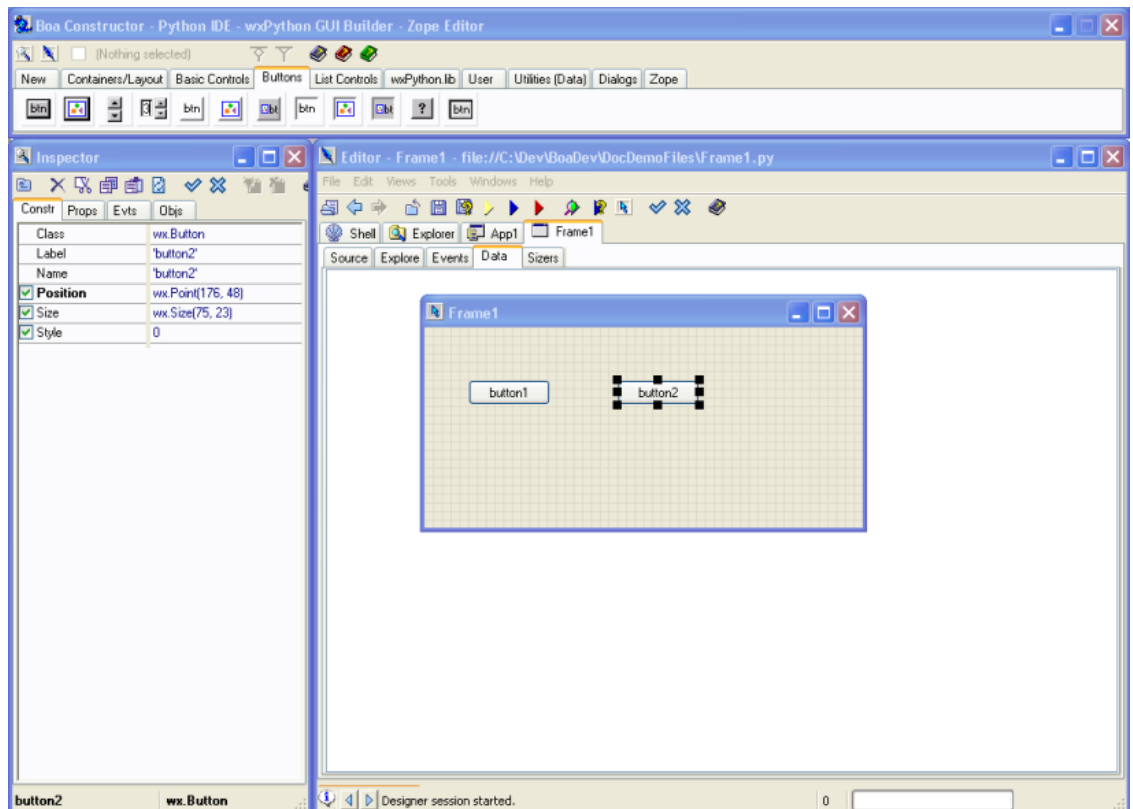 Boa Constructor - Python IDE - wxPython GUI Builder - Zope Editor
(Nothing selected)
New Containers/Layout Basic Controls Buttons List Controls wxPython.lib User Utilities (Data) Dialogs Zope
btn btn btn ? btn
Inspector
Constr Props Evts Objs
Class wx.Button
Label 'button2'
Name 'button2'
Position wx.Point(176, 48)
Size wx.Size(75, 23)
Style 0
button2 wx.Button
Editor - Frame1 - file://C:\Dev\BoaDev\DocDemoFiles\Frame1.py
File Edit Views Tools Windows Help
Shell Explorer App1 Frame1
Source Explore Events Data Sizers
Frame1
button1 button2
Designer session started. 0